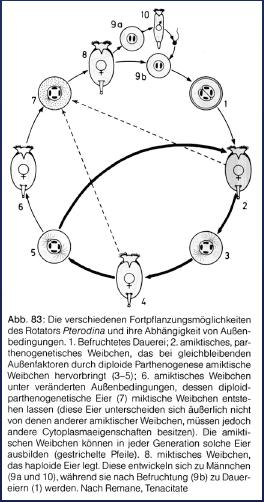 9a
10
8
9b
7
1
6
2
5
3
4
Abb. 83: Die verschiedenen Fortpflanzungsmöglichkeiten
des Rotators Pterodina und ihre Abhängigkeit von Außen-
bedingungen. 1. Befruchtetes Dauerei; 2. amiktisches, par-
thenogenetisches Weibchen, das bei gleichbleibenden
Außenfaktoren durch diploide Parthenogenese amiktische
Weibchen hervorbringt (3–5); 6. amiktisches Weibchen
unter veränderten Außenbedingungen, dessen diploid-
parthenogenetische Eier (7) miktische Weibchen entste-
hen lassen (diese Eier unterscheiden sich äußerlich nicht
von denen anderer amiktischer Weibchen, müssen jedoch
andere Cytoplasmaeigenschaften besitzen). Die amikti-
schen Weibchen können in jeder Generation solche Eier
ausbilden (gestrichelte Pfeile). 8. miktisches Weibchen,
das haploide Eier legt. Diese entwickeln sich zu Männchen
(9a und 10), während sie nach Befruchtung (9b) zu Dauer-
eiern (1) werden. Nach Remane, Tenacitate